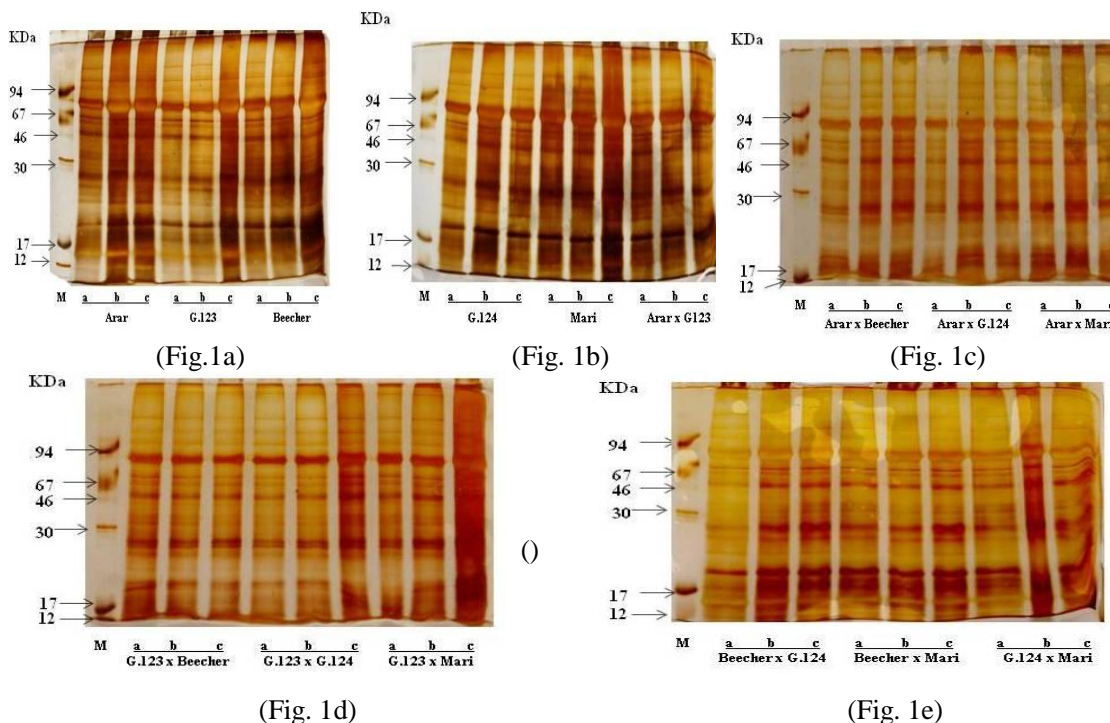 KDa
94
67
46
30
17
12
M a b c a b c a b c
Arar G.123 Beecher
(Fig.1a)
KDa
94
67
46
30
17
12
M a b c a b c a b c
G.124 Mari Arar x G123
(Fig. 1b)
KDa
94
67
46
30
17
12
M a b c a b c a b c
Arar x Beecher Arar x G.124 Arar x Mari
(Fig. 1c)
KDa
94
67
46
30
17
12
M a b c a b c a b c
G.123 x Beecher G.123 x G.124 G.123 x Mari
(Fig. 1d)
()
KDa
94
67
46
30
17
12
M a b c a b c a b c
Beecher x G.124 Beecher x Mari G.124 x Mari
(Fig. 1e)